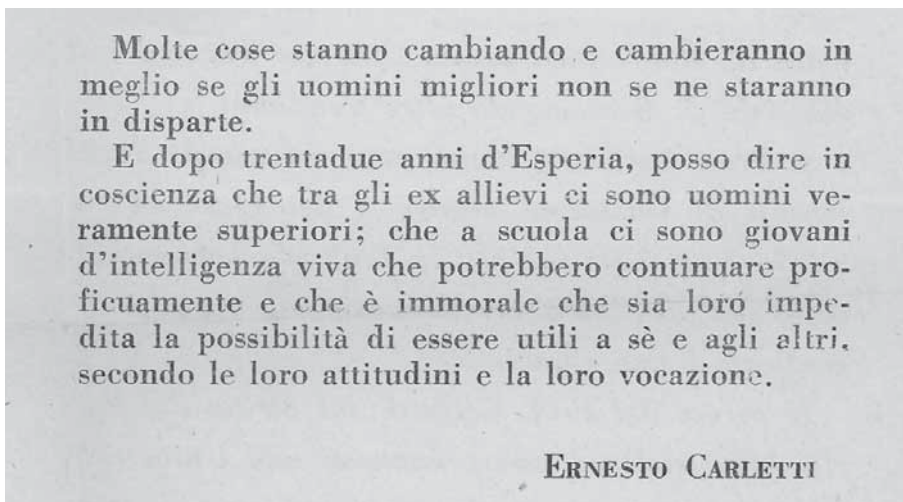 Molte cose stanno cambiando e cambieranno in
meglio se gli uomini migliori non se ne staranno
in disparte.
E dopo trentadue anni d'Esperia, posso dire in
coscienza che tra gli ex allievi ci sono uomini ve-
ramente superiori; che a scuola ci sono giovani
d'intelligenza viva che potrebbero continuare pro-
ficuamente e che è immorale che sia loro impe-
dita la possibilità di essere utili a sè e agli altri,
secondo le loro attitudini e la loro vocazione.
ERNESTO CARLETTI